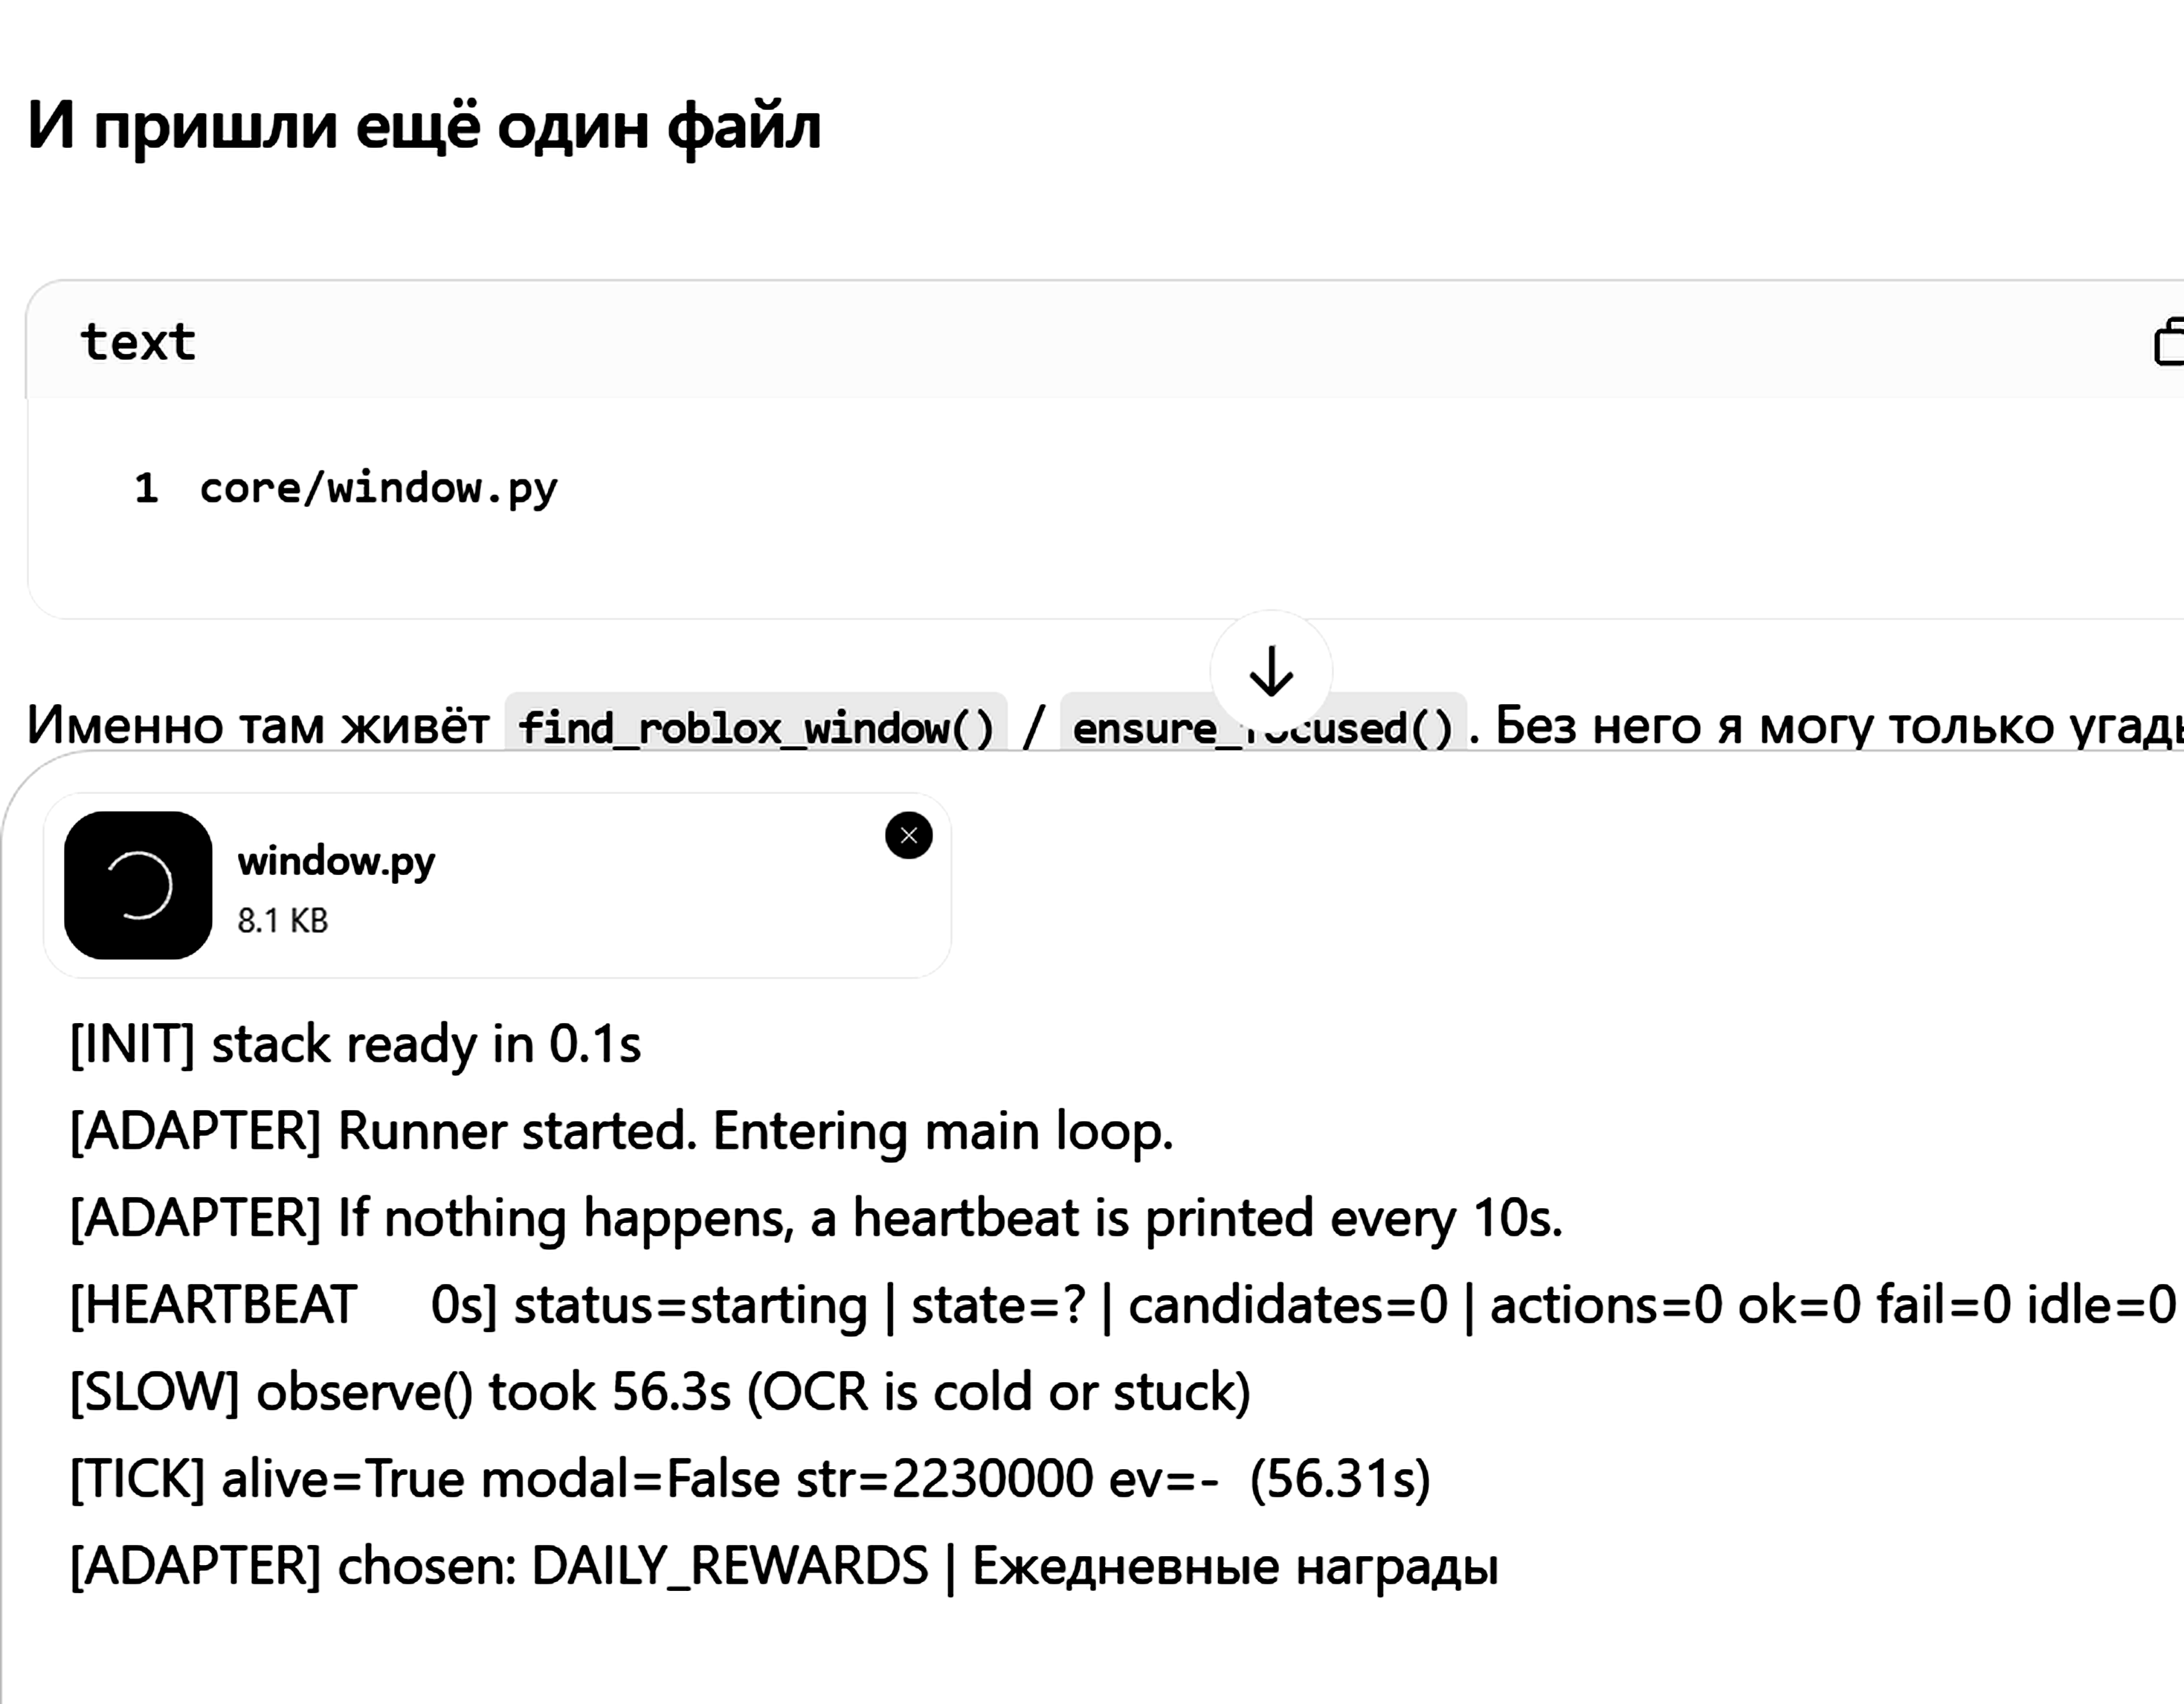 И пришли ещё один файл
text
1 core/window.py
Именно там живёт find_roblox_window() / . Без него я могу только
window.py
8.1 KB
[INIT] stack ready in 0.1s
[ADAPTER] Runner started. Entering main loop.
[ADAPTER] If nothing happens, a heartbeat is printed every 10s.
[HEARTBEAT 0s] status=starting | state=? | candidates=0 | actions=0 ok=0 fail=0 idle=0
[SLOW] observe() took 56.3s (OCR is cold or stuck)
[TICK] alive=True modal=False str=2230000 ev=- (56.31s)
[ADAPTER] chosen: DAILY_REWARDS | Ежедневные награды